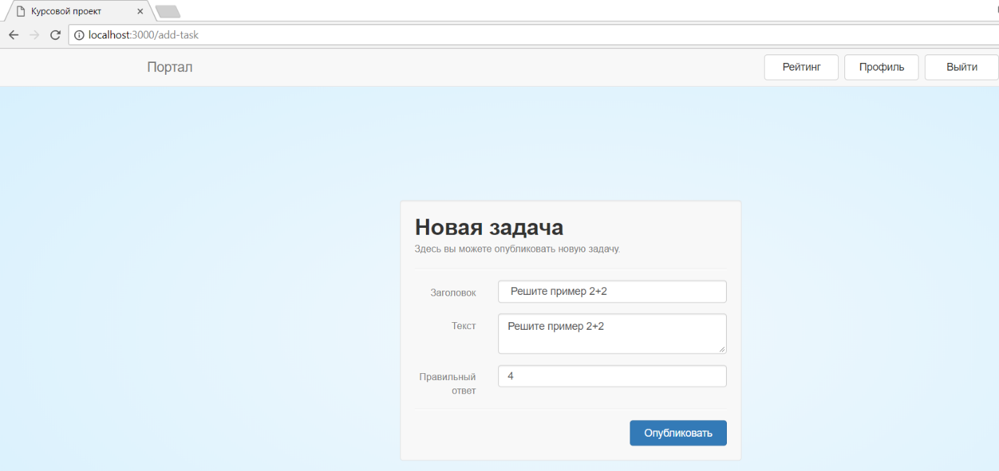 Курсовой проект
localhost:3000/add-task
Портал
Рейтинг
Профиль
Выйти
Новая задача
Здесь вы можете опубликовать новую задачу.
Заголовок
Решите пример 2+2
Текст
Решите пример 2+2
Правильный
ответ
4
Опубликовать